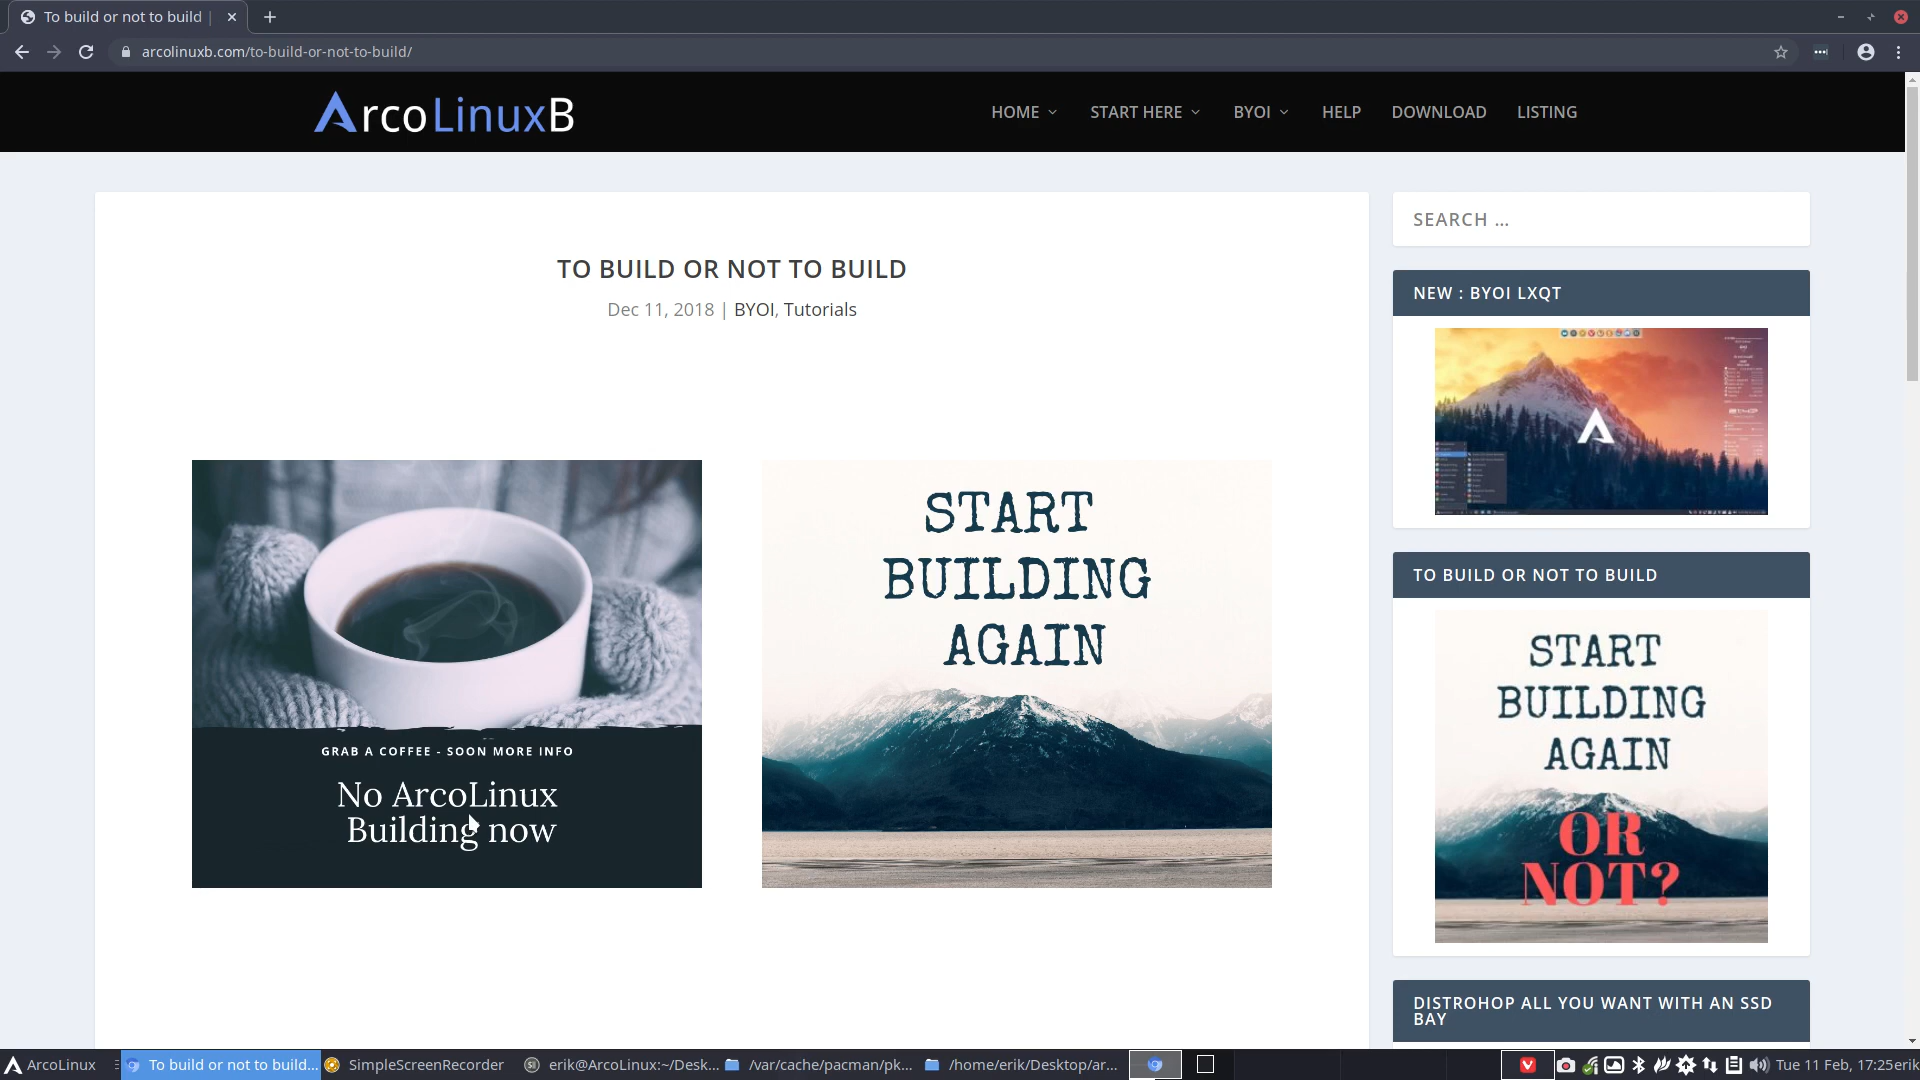 To build or not to build |
arcolinuxb.com/to-build-or-not-to-build/
ArcoLinuxB
HOME
START HERE
BYOI
HELP
DOWNLOAD
LISTING
TO BUILD OR NOT TO BUILD
Dec 11, 2018 | BYOI, Tutorials
GRAB A COFFEE - SOON MORE INFO
No ArcoLinux
Building now
START
BUILDING
AGAIN
SEARCH …
NEW : BYOI LXQT
TO BUILD OR NOT TO BUILD
START
BUILDING
AGAIN
OR
NOT?
DISTROHOP ALL YOU WANT WITH AN SSD
BAY
ArcoLinux
To build or not to build...
SimpleScreenRecorder
erik@ArcoLinux:~/Desk...
/var/cache/pacman/pk...
/home/erik/Desktop/ar...
Tue 11 Feb, 17:25erik